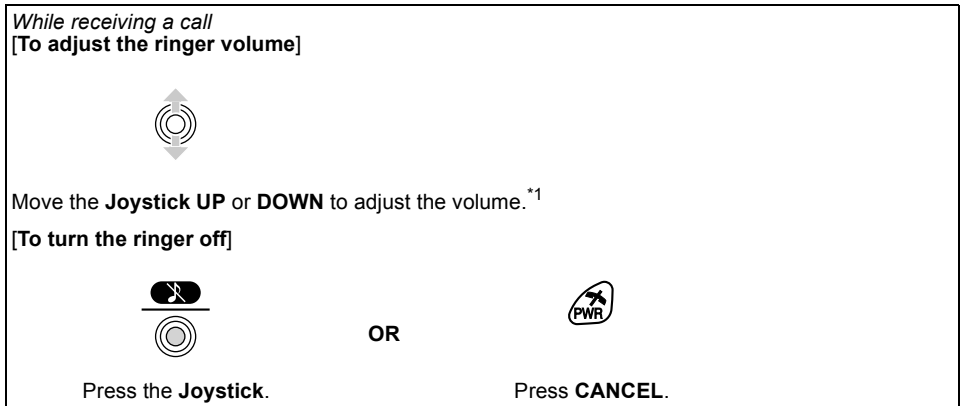 While receiving a call
[To adjust the ringer volume]
Move the Joystick UP or DOWN to adjust the volume.*1
[To turn the ringer off]
OR
PWR
Press the Joystick.
Press CANCEL.